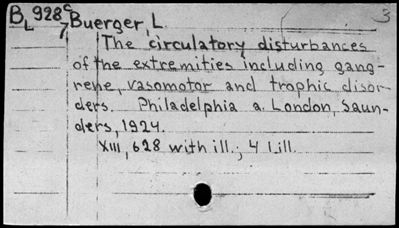 B 928c Buerger, L. 3
L 7
The circulatory disturbances
of the extremities including gang-
rene, vasomotor and trophic disor-
ders. Philadelphia a. London, Saun-
ders, 1924.
XIII, 628 with ill.; 4 l. ill.